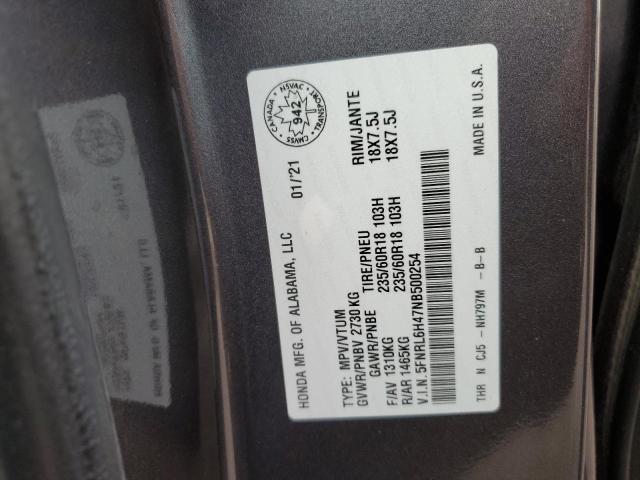 HONDA MFG. OF ALABAMA, LLC 01/'21
CANADA
NSVAC
942
CMVSS
TRANSPORT
TYPE: MPV/VTUM
GVWR/PNBV 2730 KG
GAWR/PNBE TIRE/PNEU RIM/JANTE
F/AV 1310KG 235/60R18 103H 18X7.5J
R/AR 1465KG 235/60R18 103H 18X7.5J
V.I.N. 5FNRL6H47NB500254
THR N CJ5 - NH797M - B-B MADE IN U.S.A.